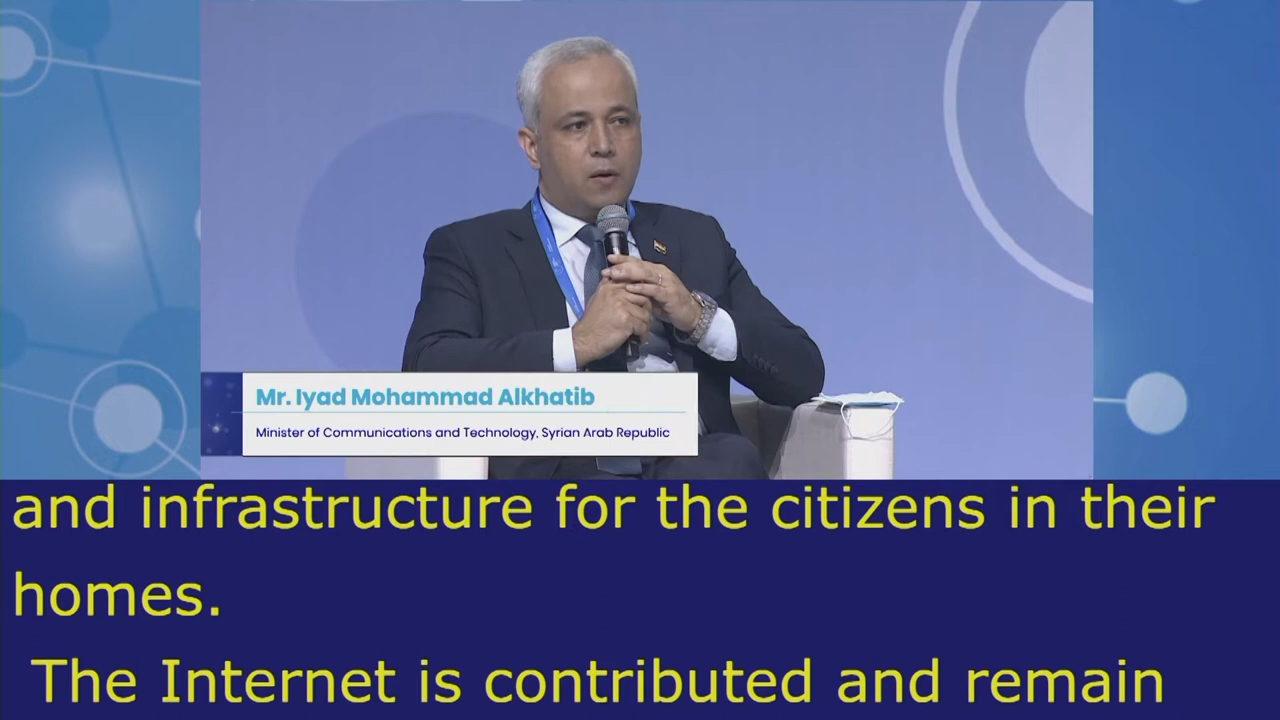 Mr. Iyad Mohammad Alkhatib
Minister of Communications and Technology, Syrian Arab Republic
and infrastructure for the citizens in their
homes.
The Internet is contributed and remain